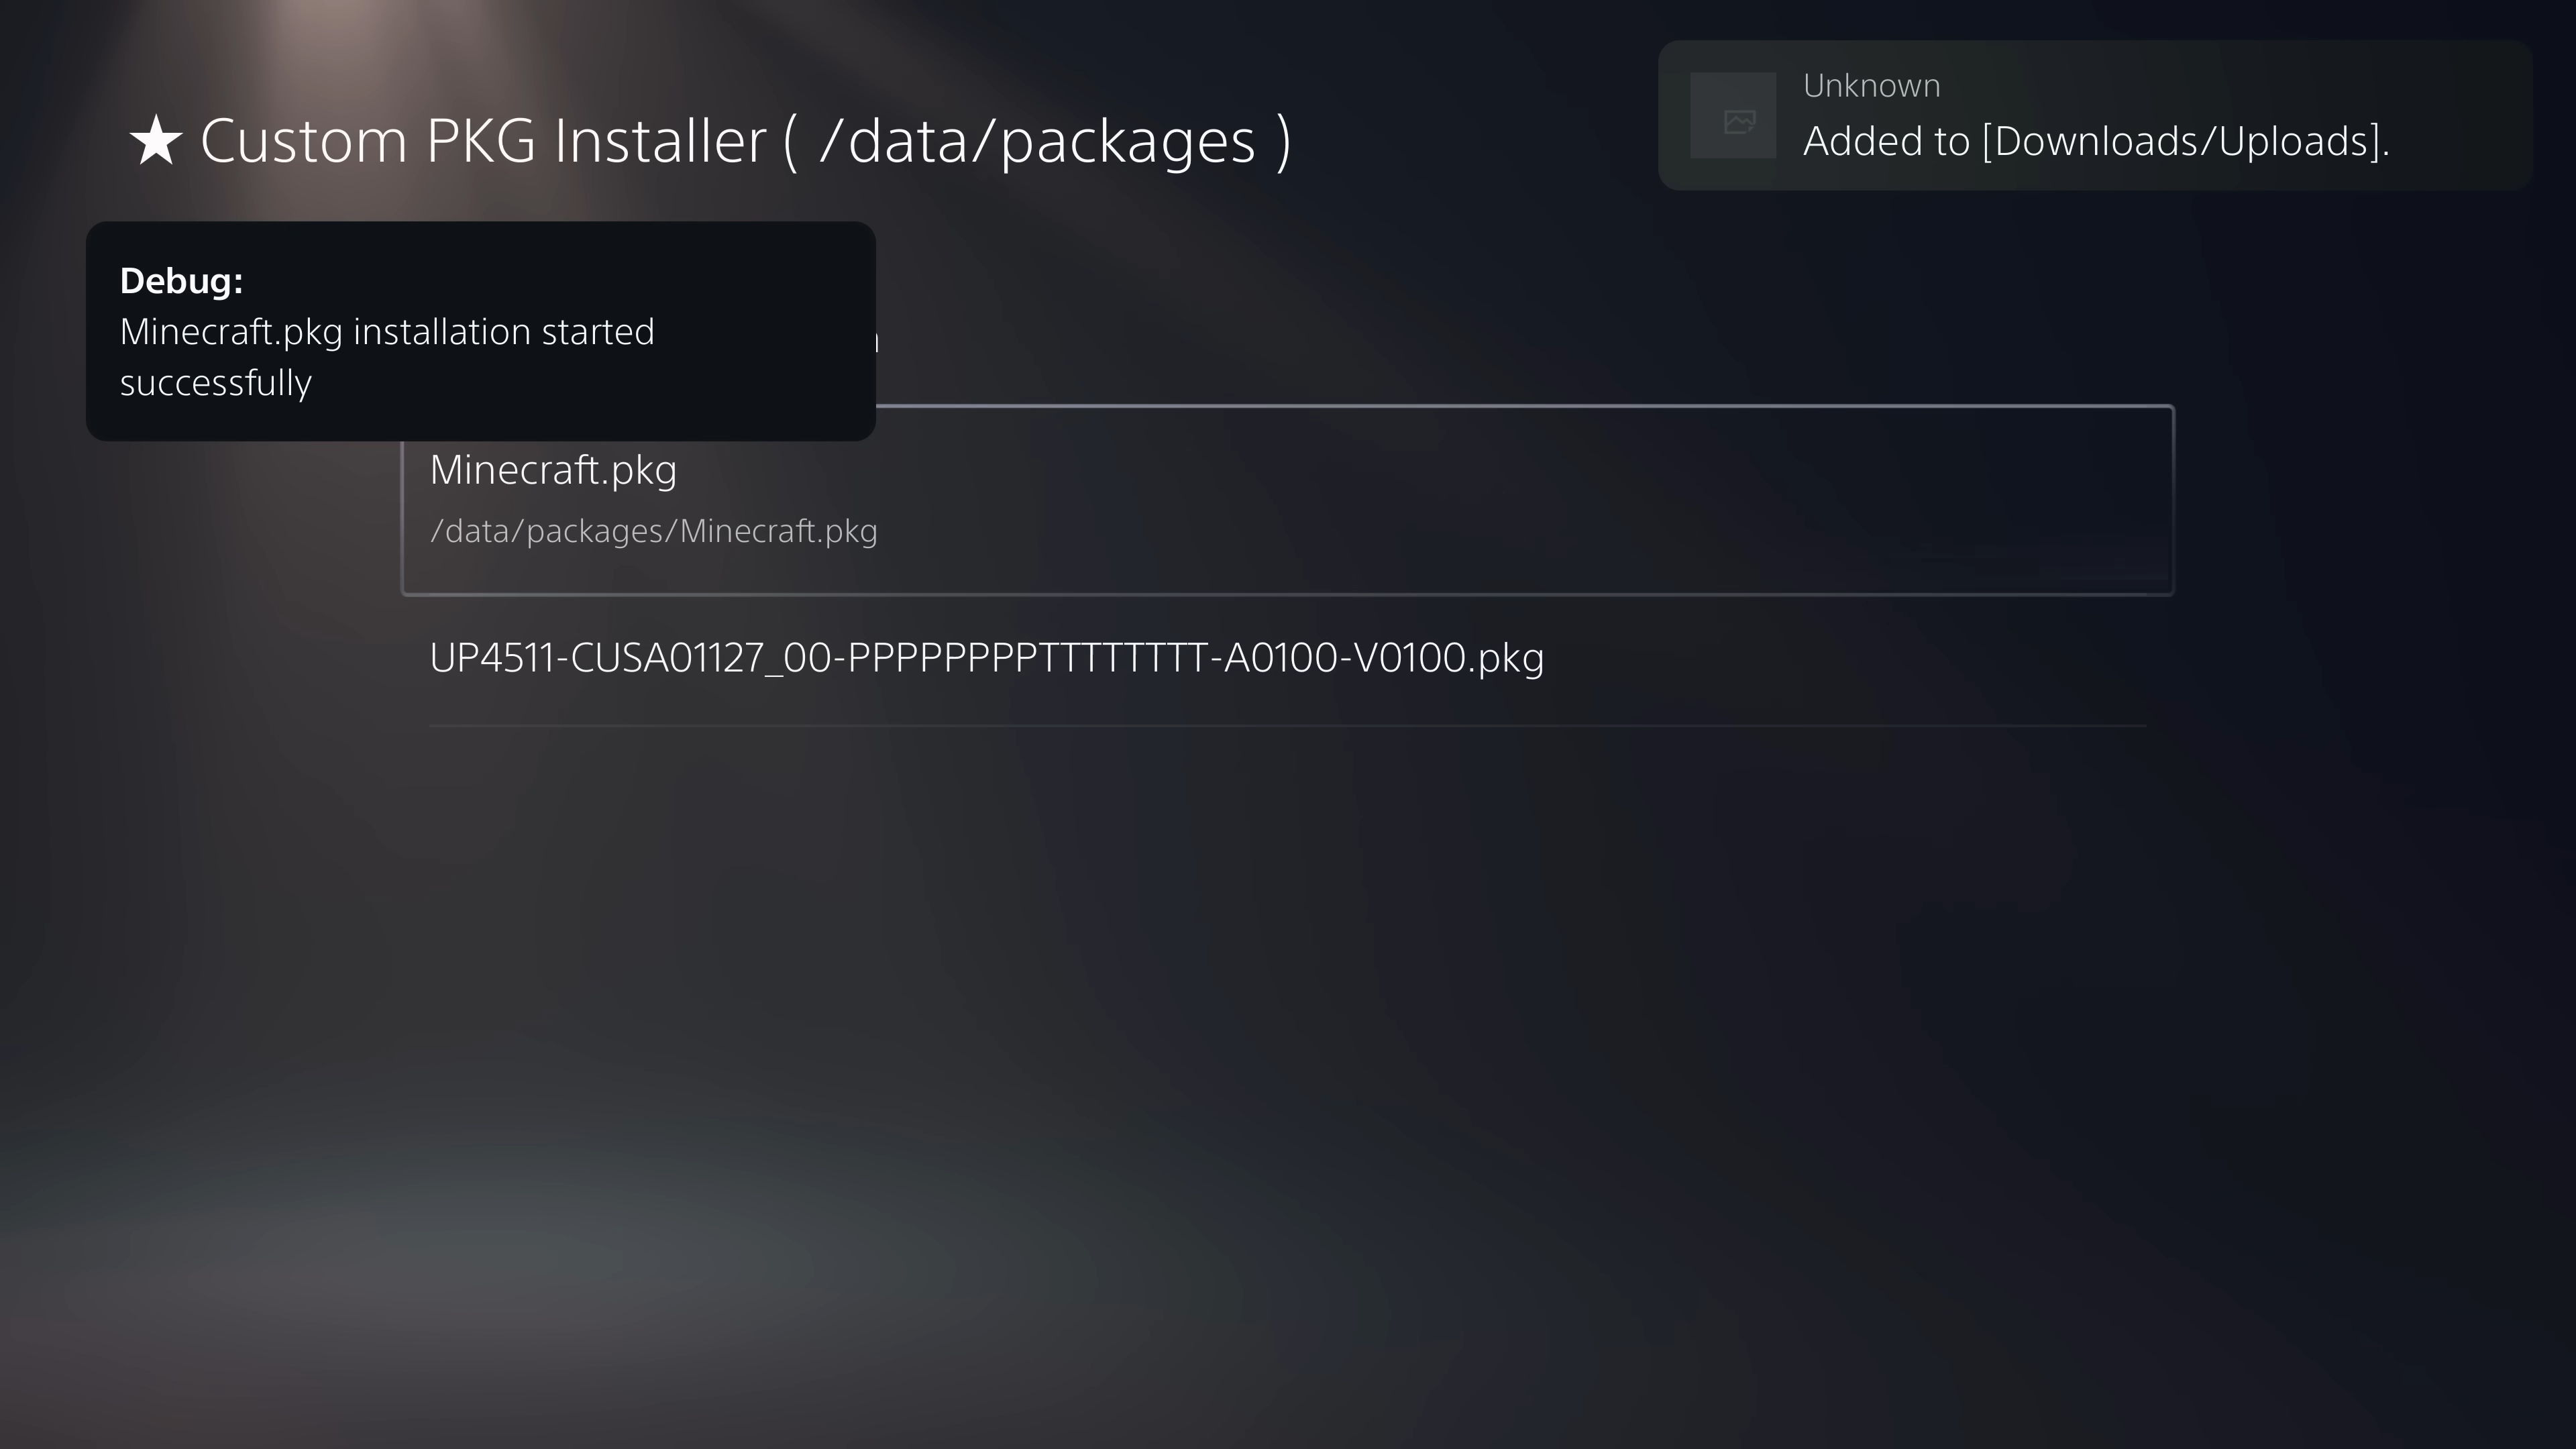 ★ Custom PKG Installer ( /data/packages )
Unknown
Added to [Downloads/Uploads].
Debug:
Minecraft.pkg installation started
successfully
Minecraft.pkg
/data/packages/Minecraft.pkg
UP4511-CUSA01127_00-PPPPPPPPTTTTTTTT-A0100-V0100.pkg